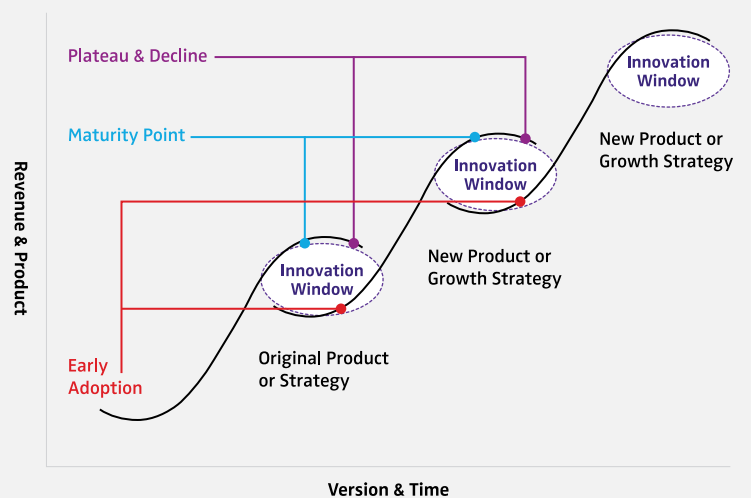 Plateau & Decline
Innovation
Window
Maturity Point
New Product or
Growth Strategy
Innovation
Window
Revenue & Product
New Product or
Growth Strategy
Innovation
Window
Original Product
or Strategy
Early
Adoption
Version & Time